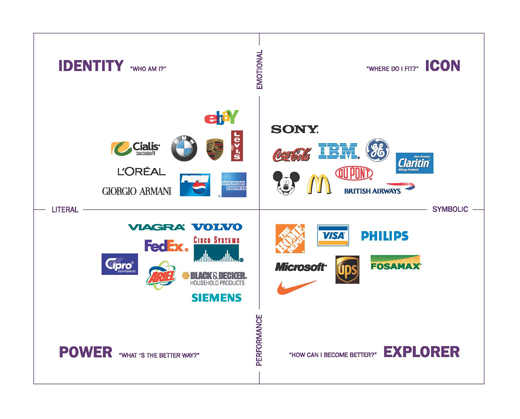 IDENTITY "WHO AM I?"
EMOTIONAL
"WHERE DO I FIT?" ICON
ebay
Cialis
BMW
LEVI'S
L'ORÉAL
GIORGIO ARMANI
AMERICAN EXPRESS
SONY.
Coca-Cola
IBM.
GE
Claritin
DU PONT.
BRITISH AIRWAYS
LITERAL
SYMBOLIC
VIAGRA
VOLVO
FedEx.
CISCO SYSTEMS
Cipro
ARIEL
BLACK & DECKER.
HOUSEHOLD PRODUCTS
SIEMENS
THE HOME DEPOT
VISA
PHILIPS
Microsoft
UPS
FOSAMAX
PERFORMANCE
POWER "WHAT 'S THE BETTER WAY?"
"HOW CAN I BECOME BETTER?" EXPLORER